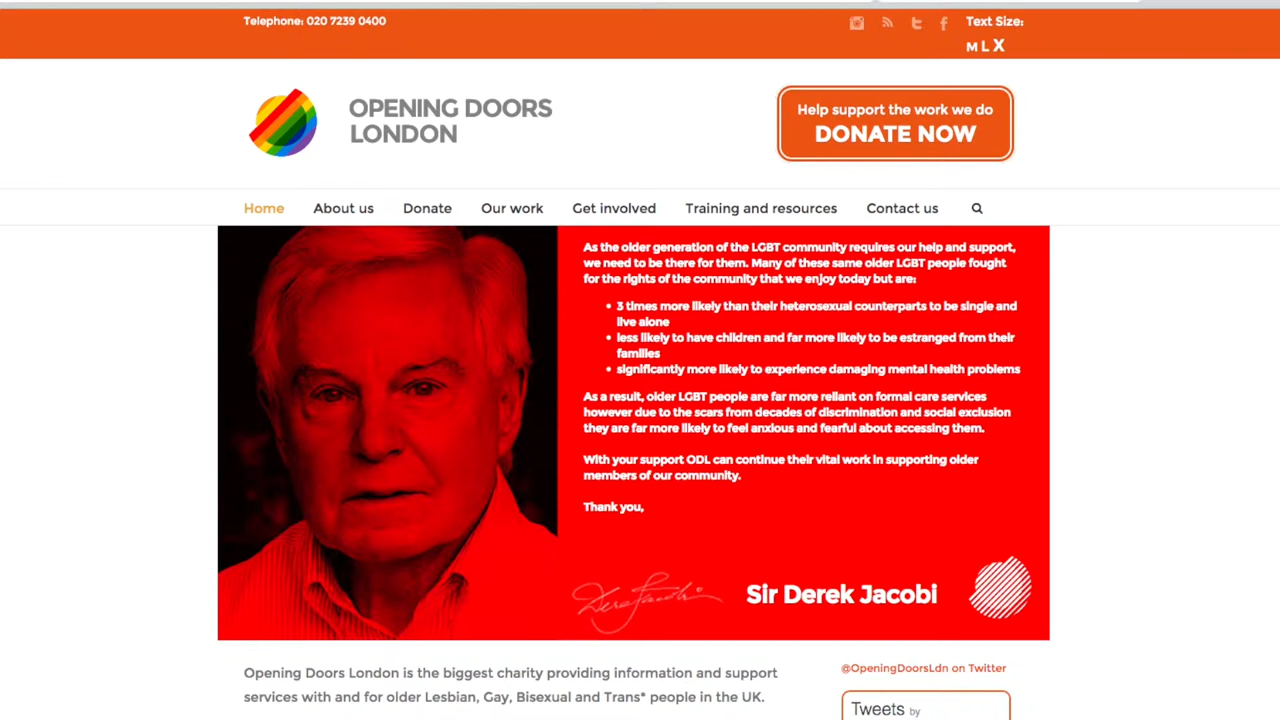 Telephone: 020 7239 0400
Text Size:
M L X
OPENING DOORS
LONDON
Help support the work we do
DONATE NOW
Home About us Donate Our work Get involved Training and resources Contact us
As the older generation of the LGBT community requires our help and support,
we need to be there for them. Many of these same older LGBT people fought
for the rights of the community that we enjoy today but are:
• 3 times more likely than their heterosexual counterparts to be single and
live alone
• less likely to have children and far more likely to be estranged from their
families
• significantly more likely to experience damaging mental health problems
As a result, older LGBT people are far more reliant on formal care services
however due to the scars from decades of discrimination and social exclusion
they are far more likely to feel anxious and fearful about accessing them.
With your support ODL can continue their vital work in supporting older
members of our community.
Thank you,
Derek Jacobi
Sir Derek Jacobi
Opening Doors London is the biggest charity providing information and support
services with and for older Lesbian, Gay, Bisexual and Trans* people in the UK.
@OpeningDoorsLdn on Twitter
Tweets by